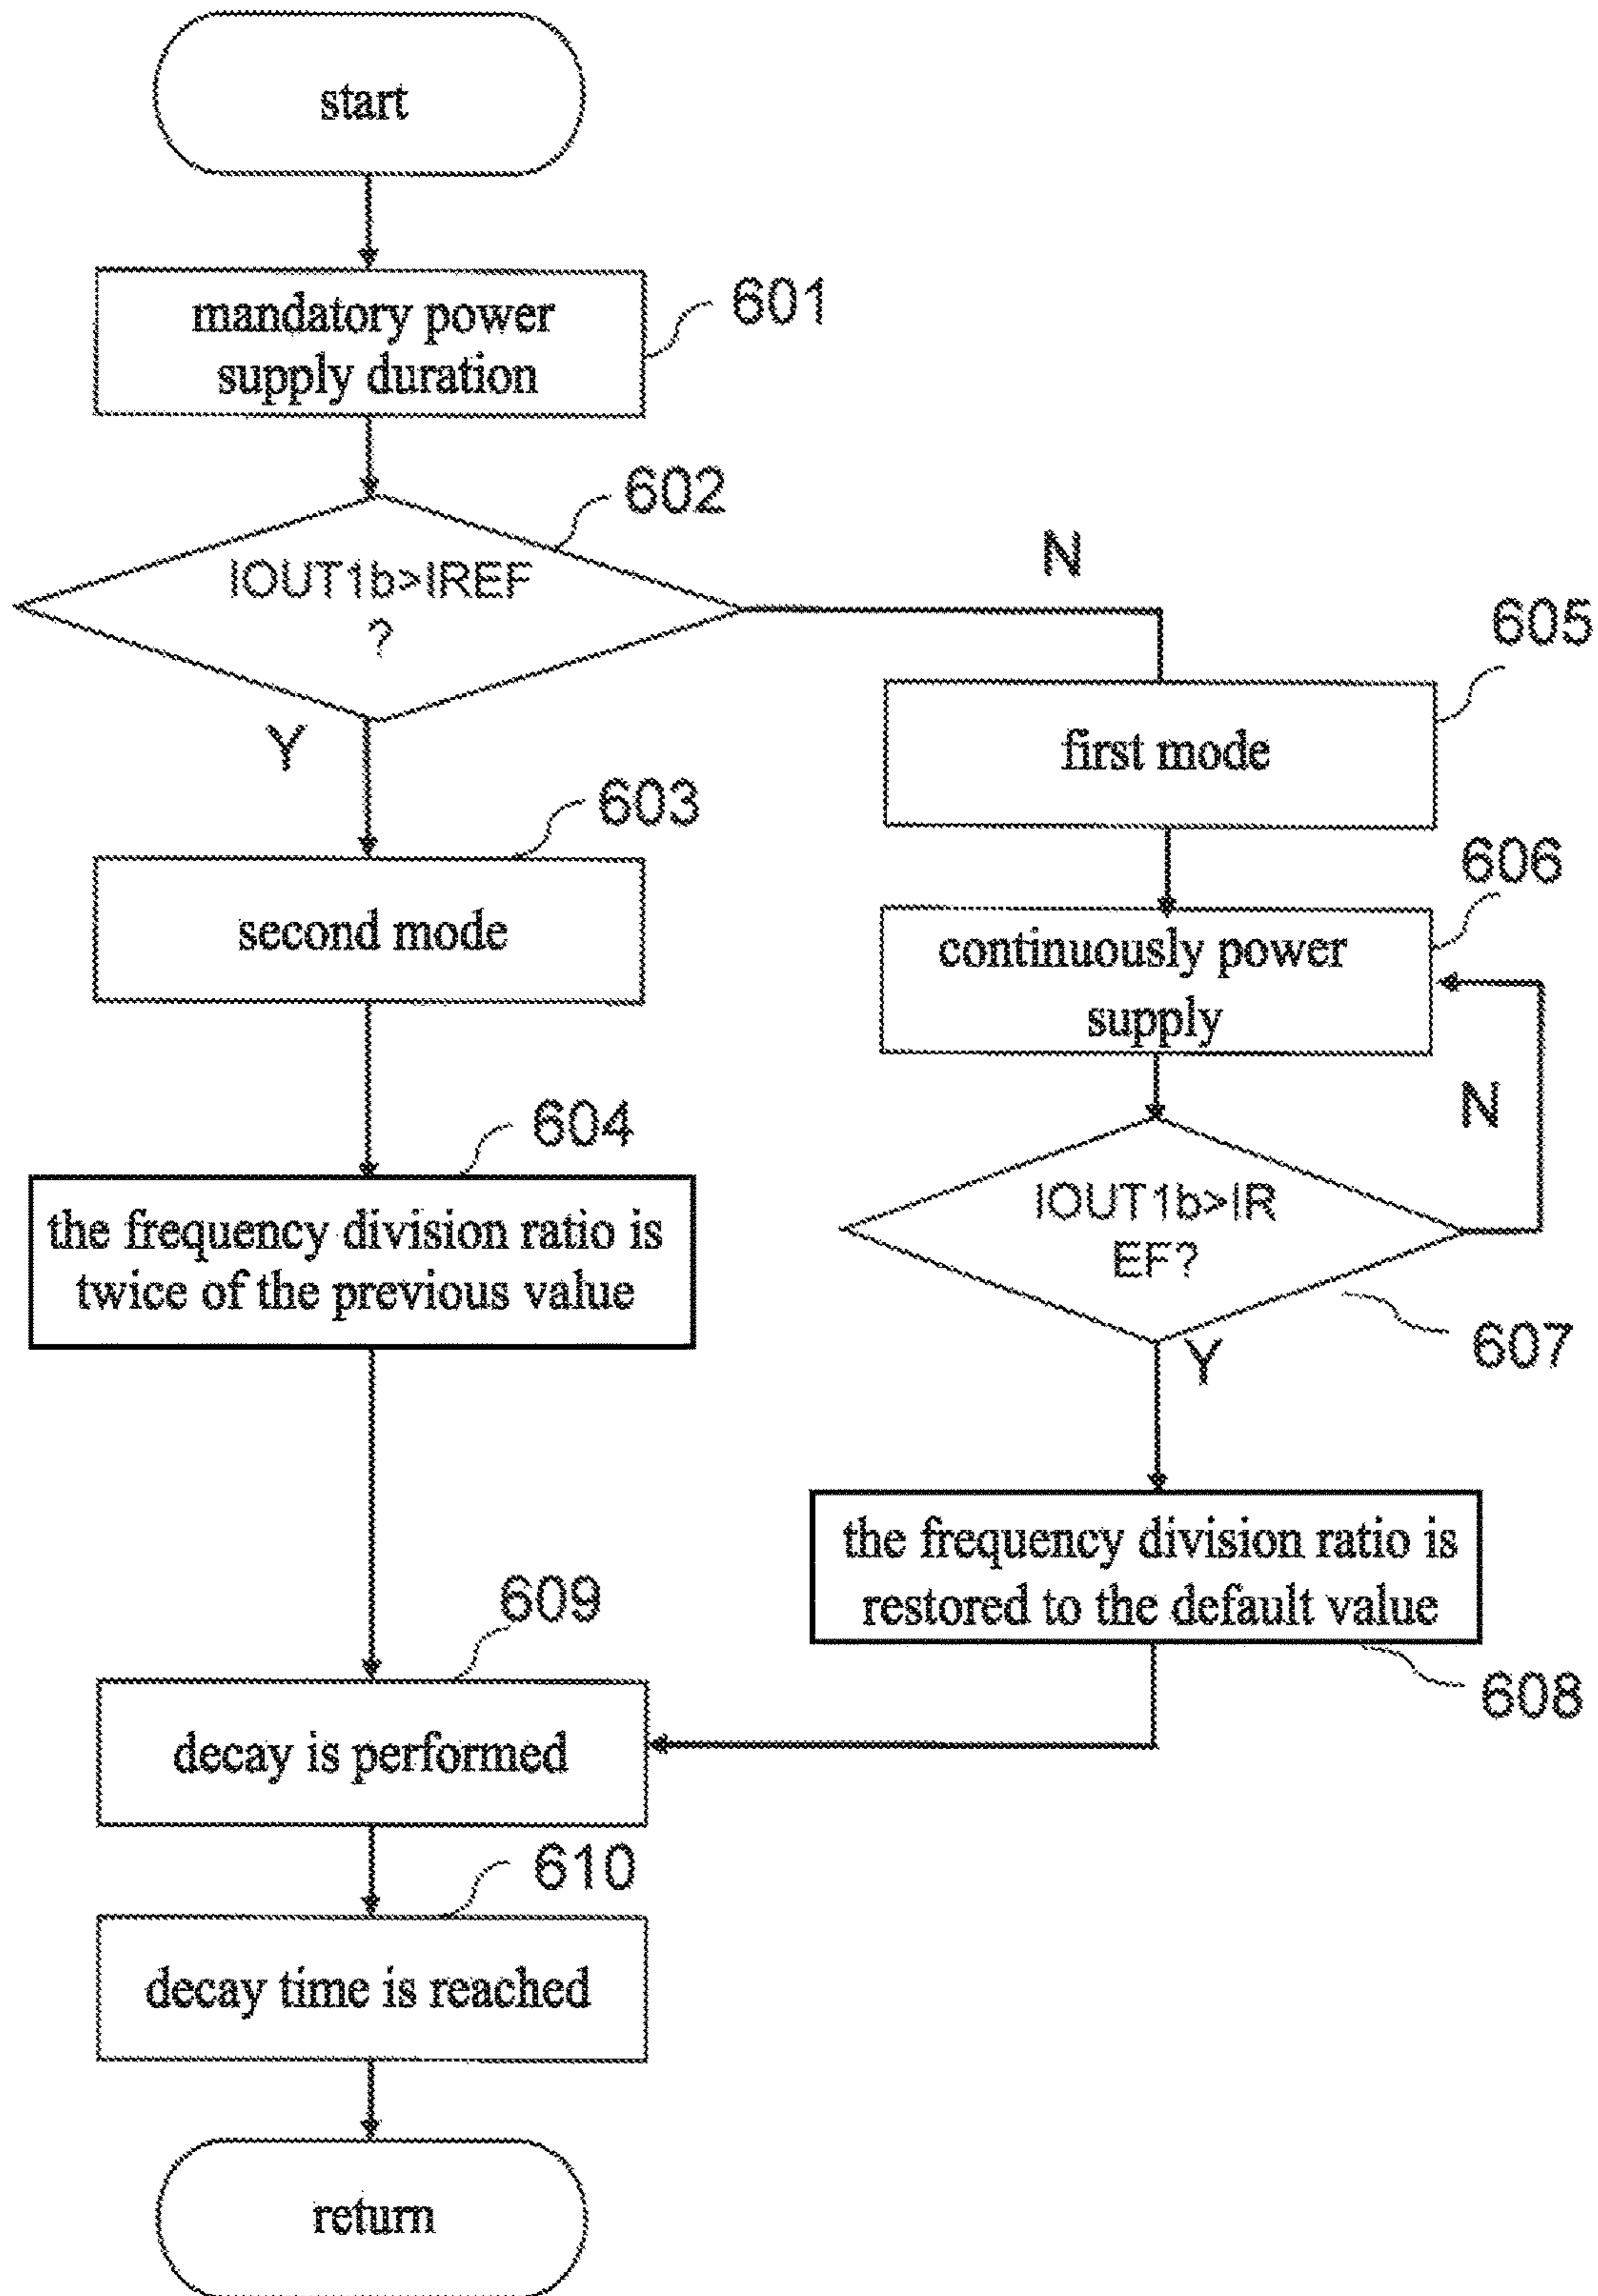 start
mandatory power
supply duration
601
602
IOUT1b>IREF
?
N
Y
605
first mode
603
second mode
606
continuously power
supply
N
604
the frequency division ratio is
twice of the previous value
IOUT1b>IR
EF?
607
Y
the frequency division ratio is
restored to the default value
608
609
decay is performed
610
decay time is reached
return